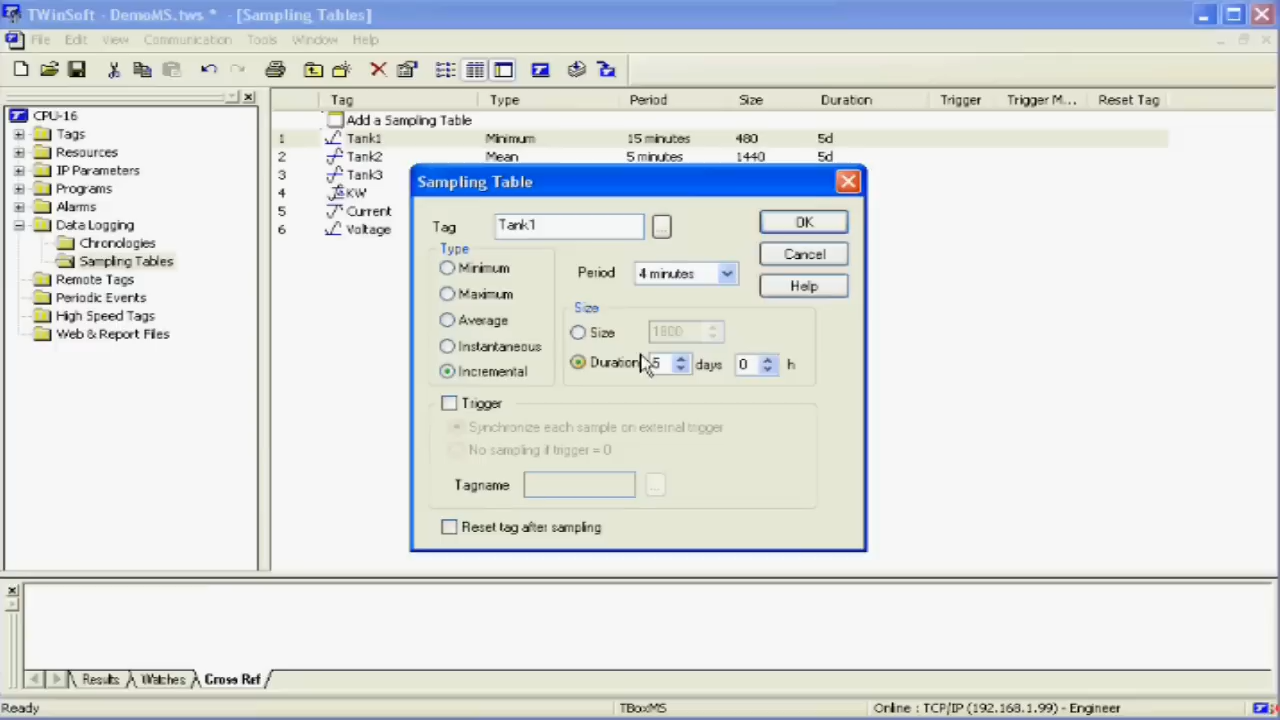 TWinSoft - DemoMS.tws * - [Sampling Tables]
File Edit View Communication Tools Window Help
CPU-16
Tags
Resources
IP Parameters
Programs
Alarms
Data Logging
Chronologies
Sampling Tables
Remote Tags
Periodic Events
High Speed Tags
Web & Report Files
Tag Type Period Size Duration Trigger Trigger M... Reset Tag
Add a Sampling Table
1 Tank1 Minimum 15 minutes 480 5d
2 Tank2 Mean 5 minutes 1440 5d
3 Tank3
4 KW
5 Current
6 Voltage
Sampling Table
Tag Tank1 ...
OK
Cancel
Help
Type
Minimum
Maximum
Average
Instantaneous
Incremental
Period 4 minutes
Size
Size 1800
Duration 5 days 0 h
Trigger
Synchronize each sample on external trigger
No sampling if trigger = 0
Tagname ...
Reset tag after sampling
Results Watches Cross Ref
Ready TBoxMS Online : TCP/IP (192.168.1.99) - Engineer